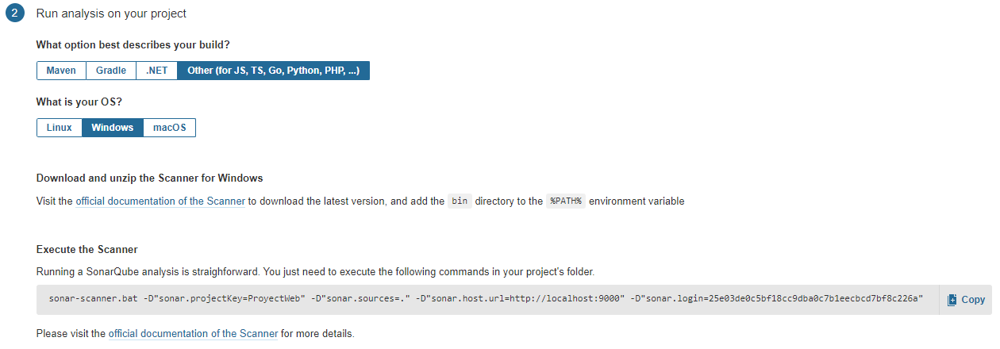 2 Run analysis on your project
What option best describes your build?
Maven Gradle .NET Other (for JS, TS, Go, Python, PHP, ...)
What is your OS?
Linux Windows macOS
Download and unzip the Scanner for Windows
Visit the official documentation of the Scanner to download the latest version, and add the bin directory to the %PATH% environment variable
Execute the Scanner
Running a SonarQube analysis is straighforward. You just need to execute the following commands in your project's folder.
sonar-scanner.bat -D"sonar.projectKey=ProyectWeb" -D"sonar.sources=." -D"sonar.host.url=http://localhost:9000" -D"sonar.login=25e03de0c5bf18cc9dba0c7b1eecbcd7bf8c226a" Copy
Please visit the official documentation of the Scanner for more details.